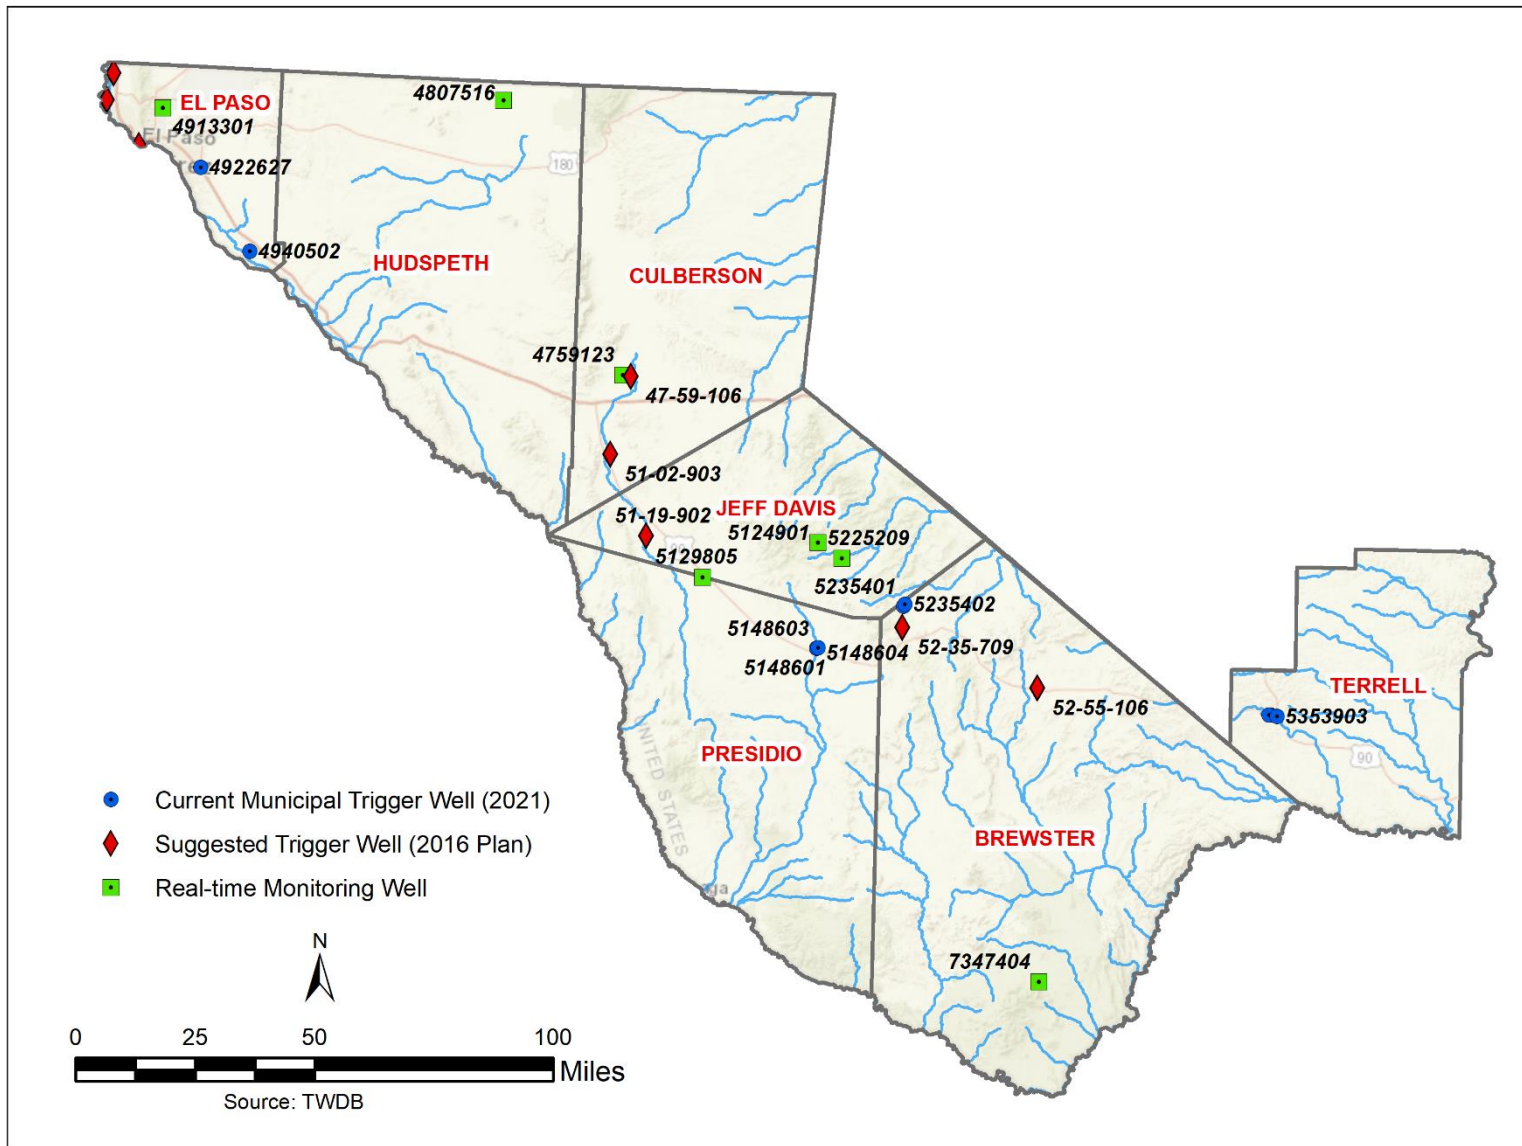 EL PASO
4913301
El Paso
4922627
4940502
4807516
180
HUDSPETH
CULBERSON
4759123
47-59-106
51-02-903
51-19-902
JEFF DAVIS
5124901
5225209
90
5129805
5235401
5235402
5148603
5148604
52-35-709
5148601
52-55-106
TERRELL
5353903
90
UNITED STATES
PRESIDIO
BREWSTER
7347404
Current Municipal Trigger Well (2021)
Suggested Trigger Well (2016 Plan)
Real-time Monitoring Well
N
0 25 50 100
Miles
Source: TWDB